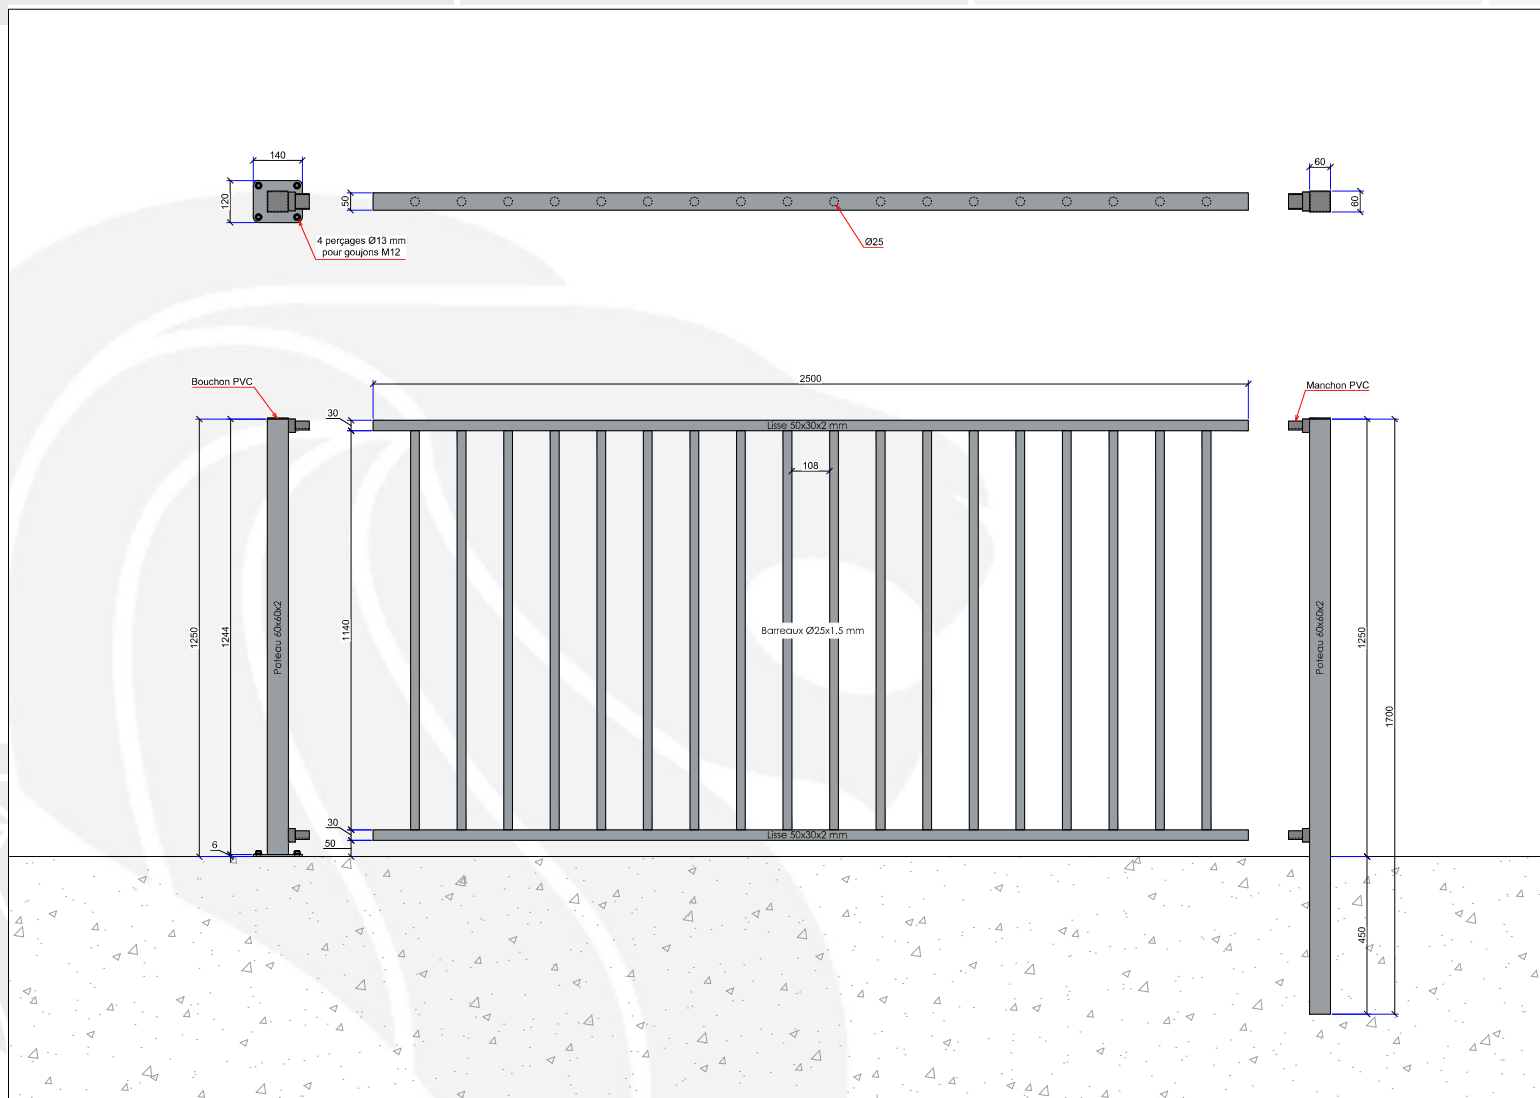 140
120
4 perçages Ø13 mm
pour goujons M12
50
Ø25
60
60
Bouchon PVC
2500
Manchon PVC
30
Lisse 50x30x2 mm
108
Poteau 60x60x2
1250
1244
1140
Barreaux Ø25x1.5 mm
Poteau 60x60x2
1250
1700
30
Lisse 50x30x2 mm
6
50
450